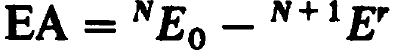 EA = ᴺE₀ − ᴺ⁺¹Eʳ